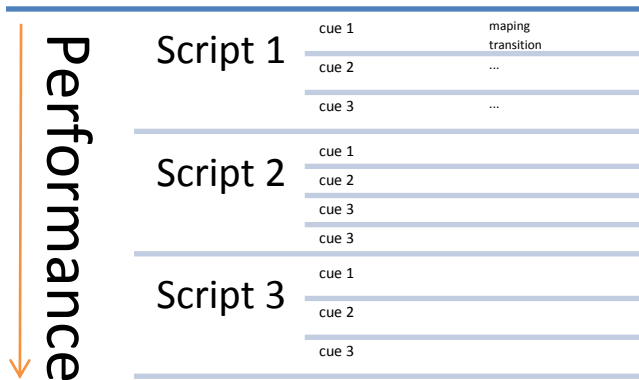 Performance
Script 1
cue 1
maping
transition
cue 2
...
cue 3
...
Script 2
cue 1
cue 2
cue 3
cue 3
Script 3
cue 1
cue 2
cue 3